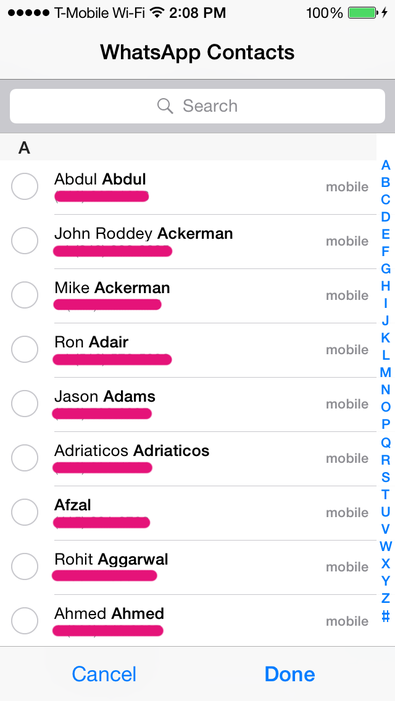 T-Mobile Wi-Fi 2:08 PM 100%
WhatsApp Contacts
Search
A
Abdul Abdul
mobile
John Roddey Ackerman
mobile
Mike Ackerman
mobile
Ron Adair
mobile
Jason Adams
mobile
Adriaticos Adriaticos
mobile
Afzal
mobile
Rohit Aggarwal
mobile
Ahmed Ahmed
mobile
A
B
C
D
E
F
G
H
I
J
K
L
M
N
O
P
Q
R
S
T
U
V
W
X
Y
Z
#
Cancel Done